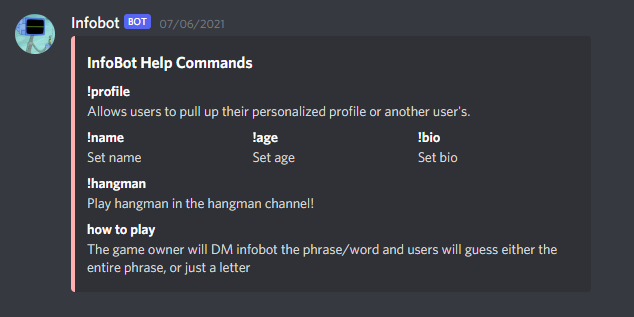 Infobot BOT 07/06/2021
InfoBot Help Commands
!profile
Allows users to pull up their personalized profile or another user's.
!name !age !bio
Set name Set age Set bio
!hangman
Play hangman in the hangman channel!
how to play
The game owner will DM infobot the phrase/word and users will guess either the
entire phrase, or just a letter